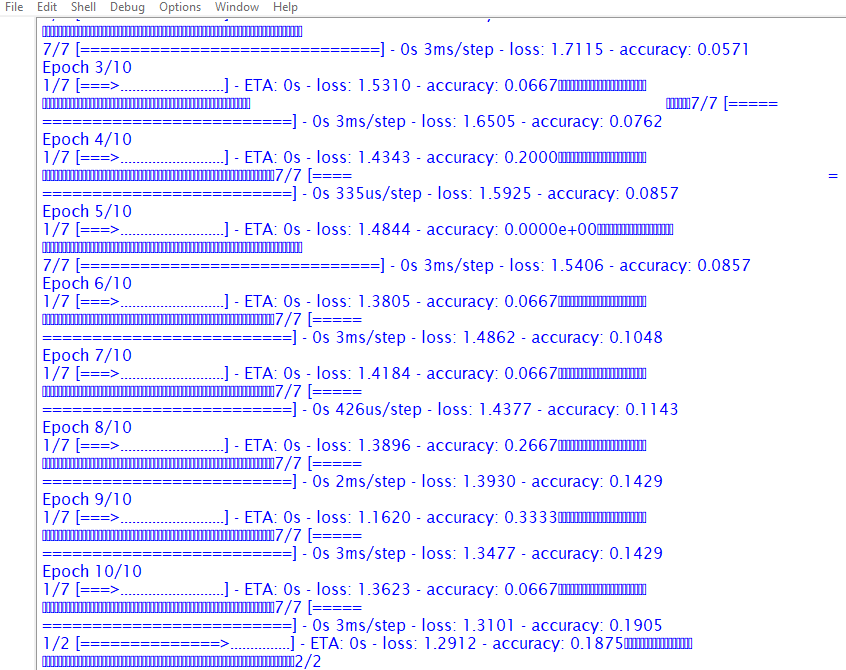 File Edit Shell Debug Options Window Help
7/7 [==============================] - 0s 3ms/step - loss: 1.7115 - accuracy: 0.0571
Epoch 3/10
1/7 [===>..........................] - ETA: 0s - loss: 1.5310 - accuracy: 0.0667
7/7 [=====
=========================] - 0s 3ms/step - loss: 1.6505 - accuracy: 0.0762
Epoch 4/10
1/7 [===>..........................] - ETA: 0s - loss: 1.4343 - accuracy: 0.2000
7/7 [==== =
=========================] - 0s 335us/step - loss: 1.5925 - accuracy: 0.0857
Epoch 5/10
1/7 [===>..........................] - ETA: 0s - loss: 1.4844 - accuracy: 0.0000e+00
7/7 [==============================] - 0s 3ms/step - loss: 1.5406 - accuracy: 0.0857
Epoch 6/10
1/7 [===>..........................] - ETA: 0s - loss: 1.3805 - accuracy: 0.0667
7/7 [=====
=========================] - 0s 3ms/step - loss: 1.4862 - accuracy: 0.1048
Epoch 7/10
1/7 [===>..........................] - ETA: 0s - loss: 1.4184 - accuracy: 0.0667
7/7 [=====
=========================] - 0s 426us/step - loss: 1.4377 - accuracy: 0.1143
Epoch 8/10
1/7 [===>..........................] - ETA: 0s - loss: 1.3896 - accuracy: 0.2667
7/7 [=====
=========================] - 0s 2ms/step - loss: 1.3930 - accuracy: 0.1429
Epoch 9/10
1/7 [===>..........................] - ETA: 0s - loss: 1.1620 - accuracy: 0.3333
7/7 [=====
=========================] - 0s 3ms/step - loss: 1.3477 - accuracy: 0.1429
Epoch 10/10
1/7 [===>..........................] - ETA: 0s - loss: 1.3623 - accuracy: 0.0667
7/7 [=====
=========================] - 0s 3ms/step - loss: 1.3101 - accuracy: 0.1905
1/2 [==============>...............] - ETA: 0s - loss: 1.2912 - accuracy: 0.1875
2/2